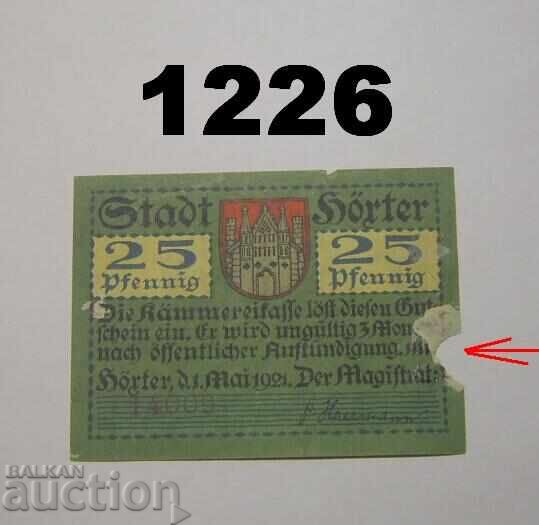 1226
Stadt Höxter
25 Pfennig 25 Pfennig
Die Kämmereikasse löst diesen Gut=
schein ein. Er wird ungültig 3 Mon
nach öffentlicher Aufkündigung.
Höxter, d. 1. Mai 1921. Der Magistrat:
14009
BALKAN
auction